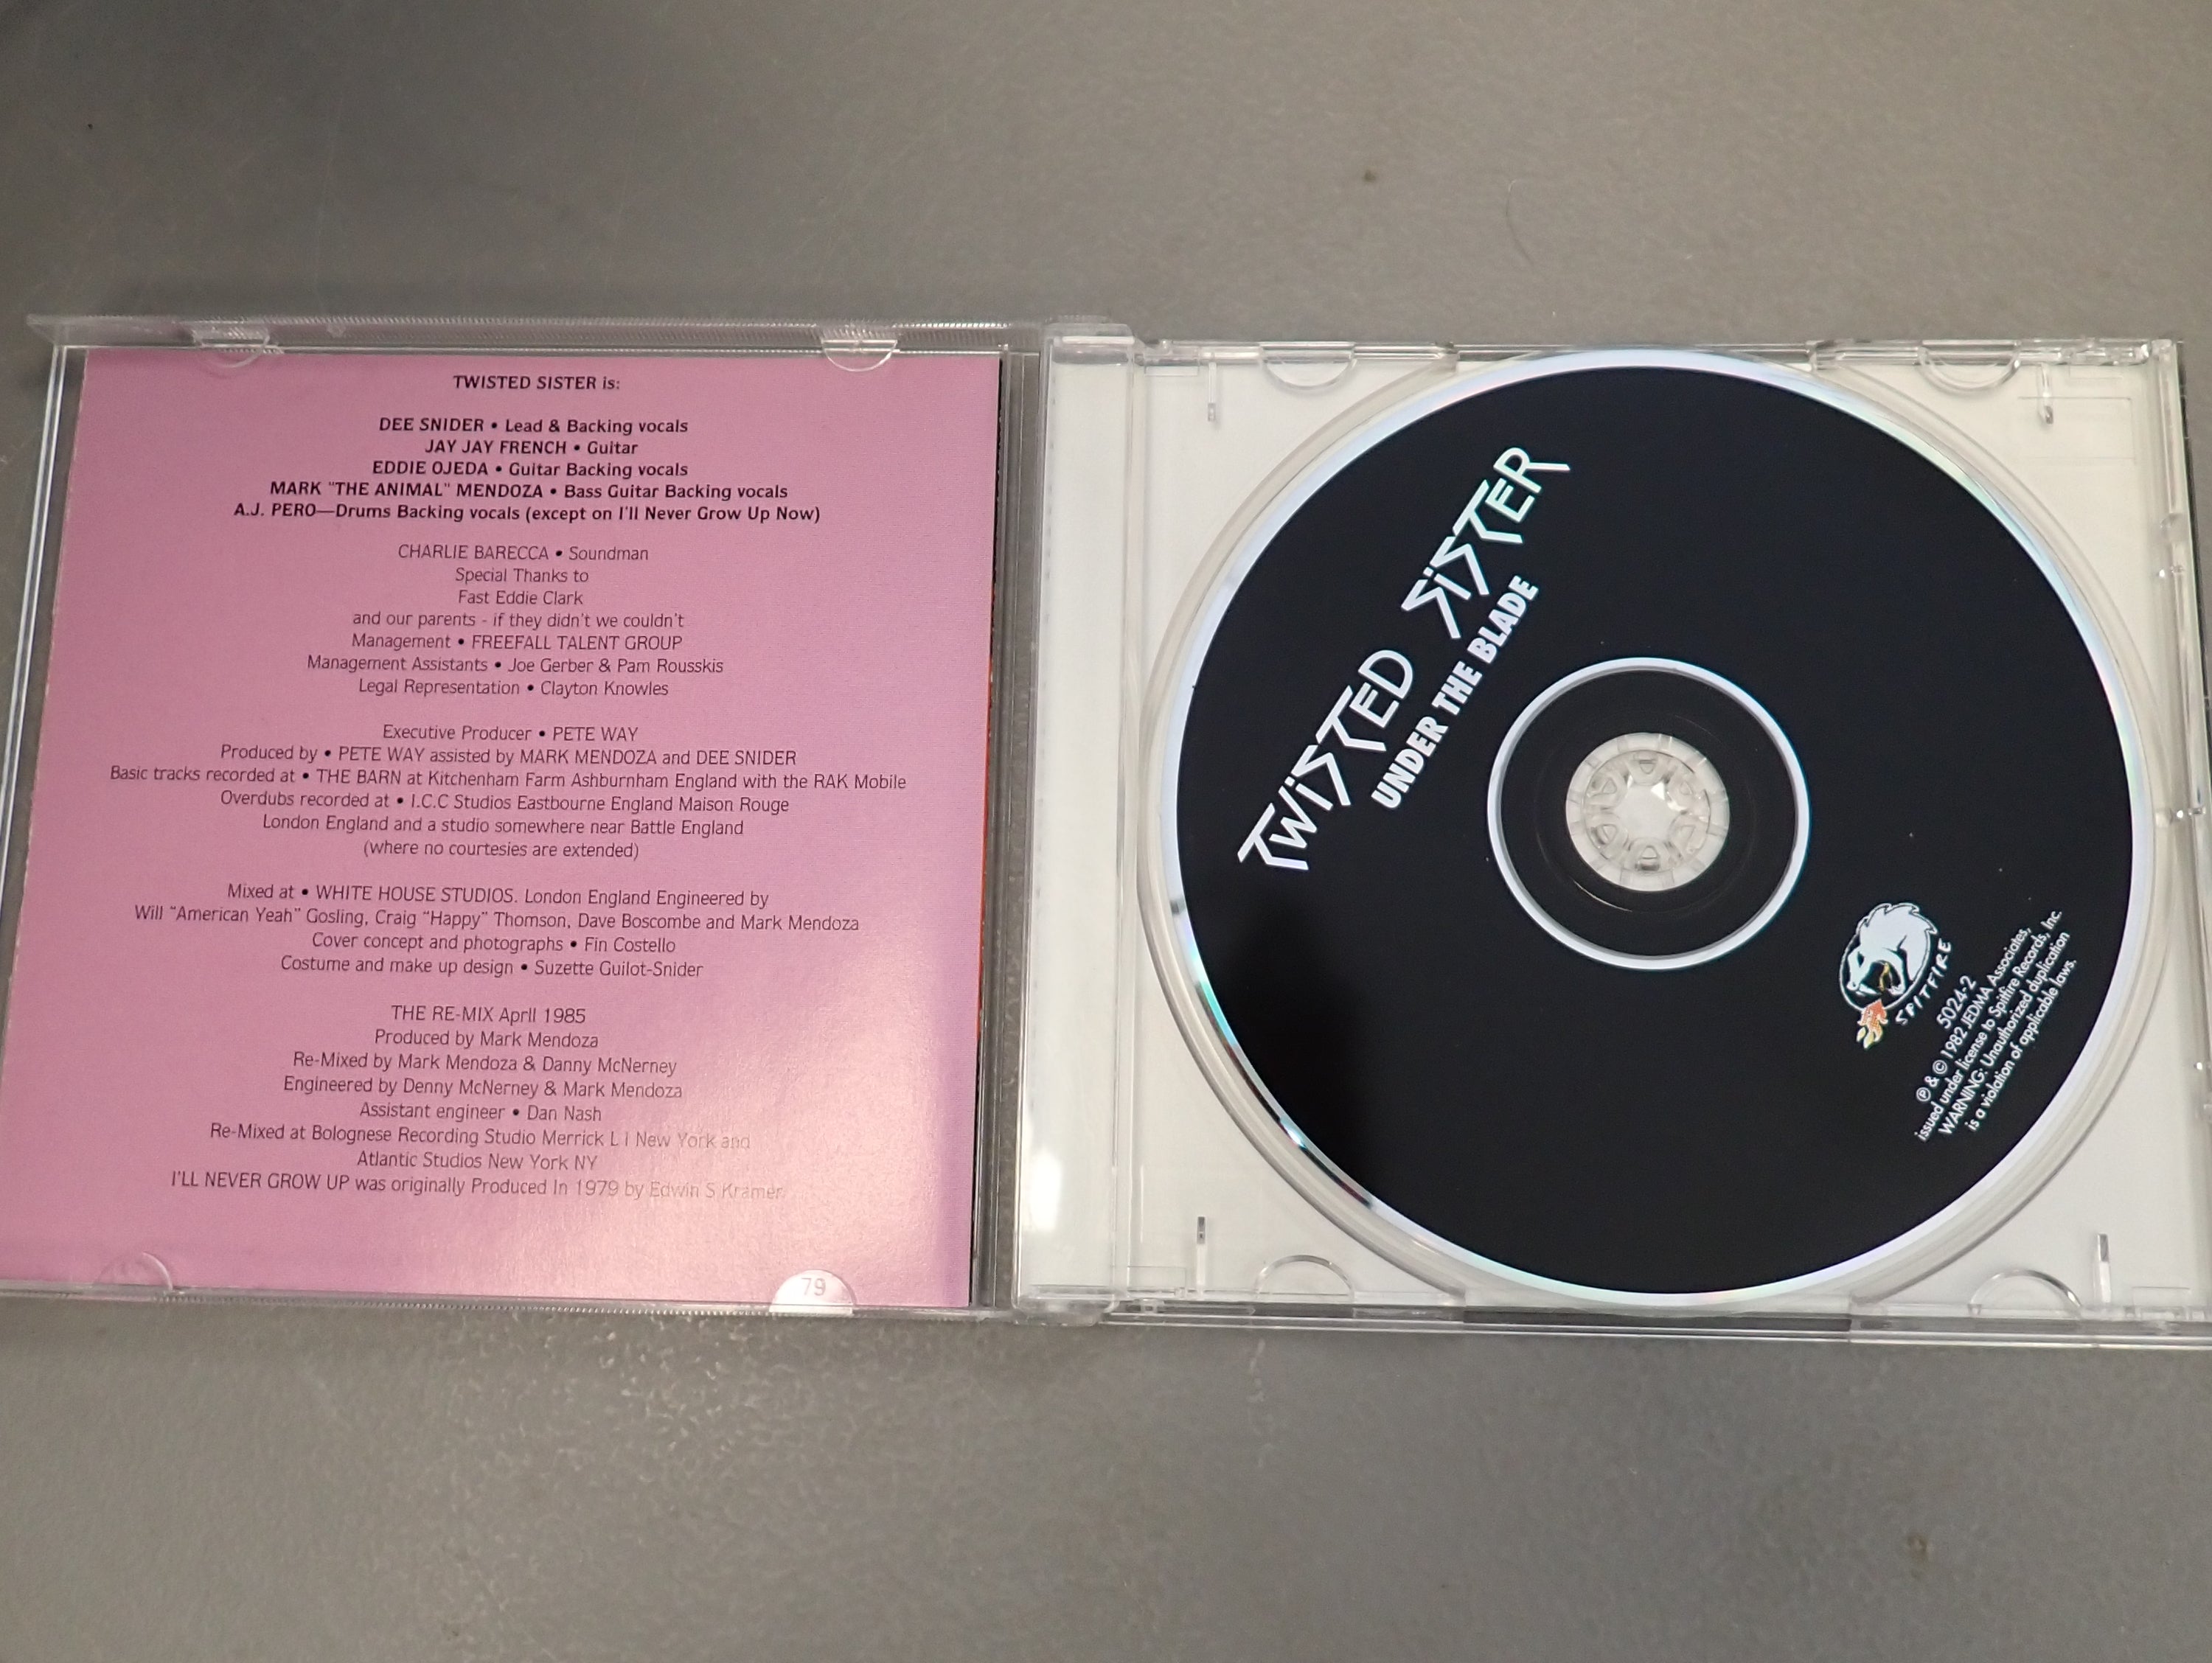 TWISTED SISTER is:
DEE SNIDER • Lead & Backing vocals
JAY JAY FRENCH • Guitar
EDDIE OJEDA • Guitar Backing vocals
MARK "THE ANIMAL" MENDOZA • Bass Guitar Backing vocals
A.J. PERO—Drums Backing vocals (except on I'll Never Grow Up Now)
CHARLIE BARECCA • Soundman
Special Thanks to
Fast Eddie Clark
and our parents - if they didn't we couldn't
Management • FREEFALL TALENT GROUP
Management Assistants • Joe Gerber & Pam Rousskis
Legal Representation • Clayton Knowles
Executive Producer • PETE WAY
Produced by • PETE WAY assisted by MARK MENDOZA and DEE SNIDER
Basic tracks recorded at • THE BARN at Kitchenham Farm Ashburnham England with the RAK Mobile
Overdubs recorded at • I.C.C Studios Eastbourne England Maison Rouge
London England and a studio somewhere near Battle England
(where no courtesies are extended)
Mixed at • WHITE HOUSE STUDIOS. London England Engineered by
Will "American Yeah" Gosling, Craig "Happy" Thomson, Dave Boscombe and Mark Mendoza
Cover concept and photographs • Fin Costello
Costume and make up design • Suzette Guilot-Snider
THE RE-MIX April 1985
Produced by Mark Mendoza
Re-Mixed by Mark Mendoza & Danny McNerney
Engineered by Denny McNerney & Mark Mendoza
Assistant engineer • Dan Nash
Re-Mixed at Bolognese Recording Studio Merrick L I New York and
Atlantic Studios New York NY
I'LL NEVER GROW UP was originally Produced In 1979 by Edwin S Kramer.
79
TWiSTED SiSTER
UNDER THE BLADE
SPITFIRE
5024-2
℗ & © 1982 JEDMA Associates,
issued under license to Spitfire Records, Inc.
WARNING: Unauthorized duplication
is a violation of applicable laws.